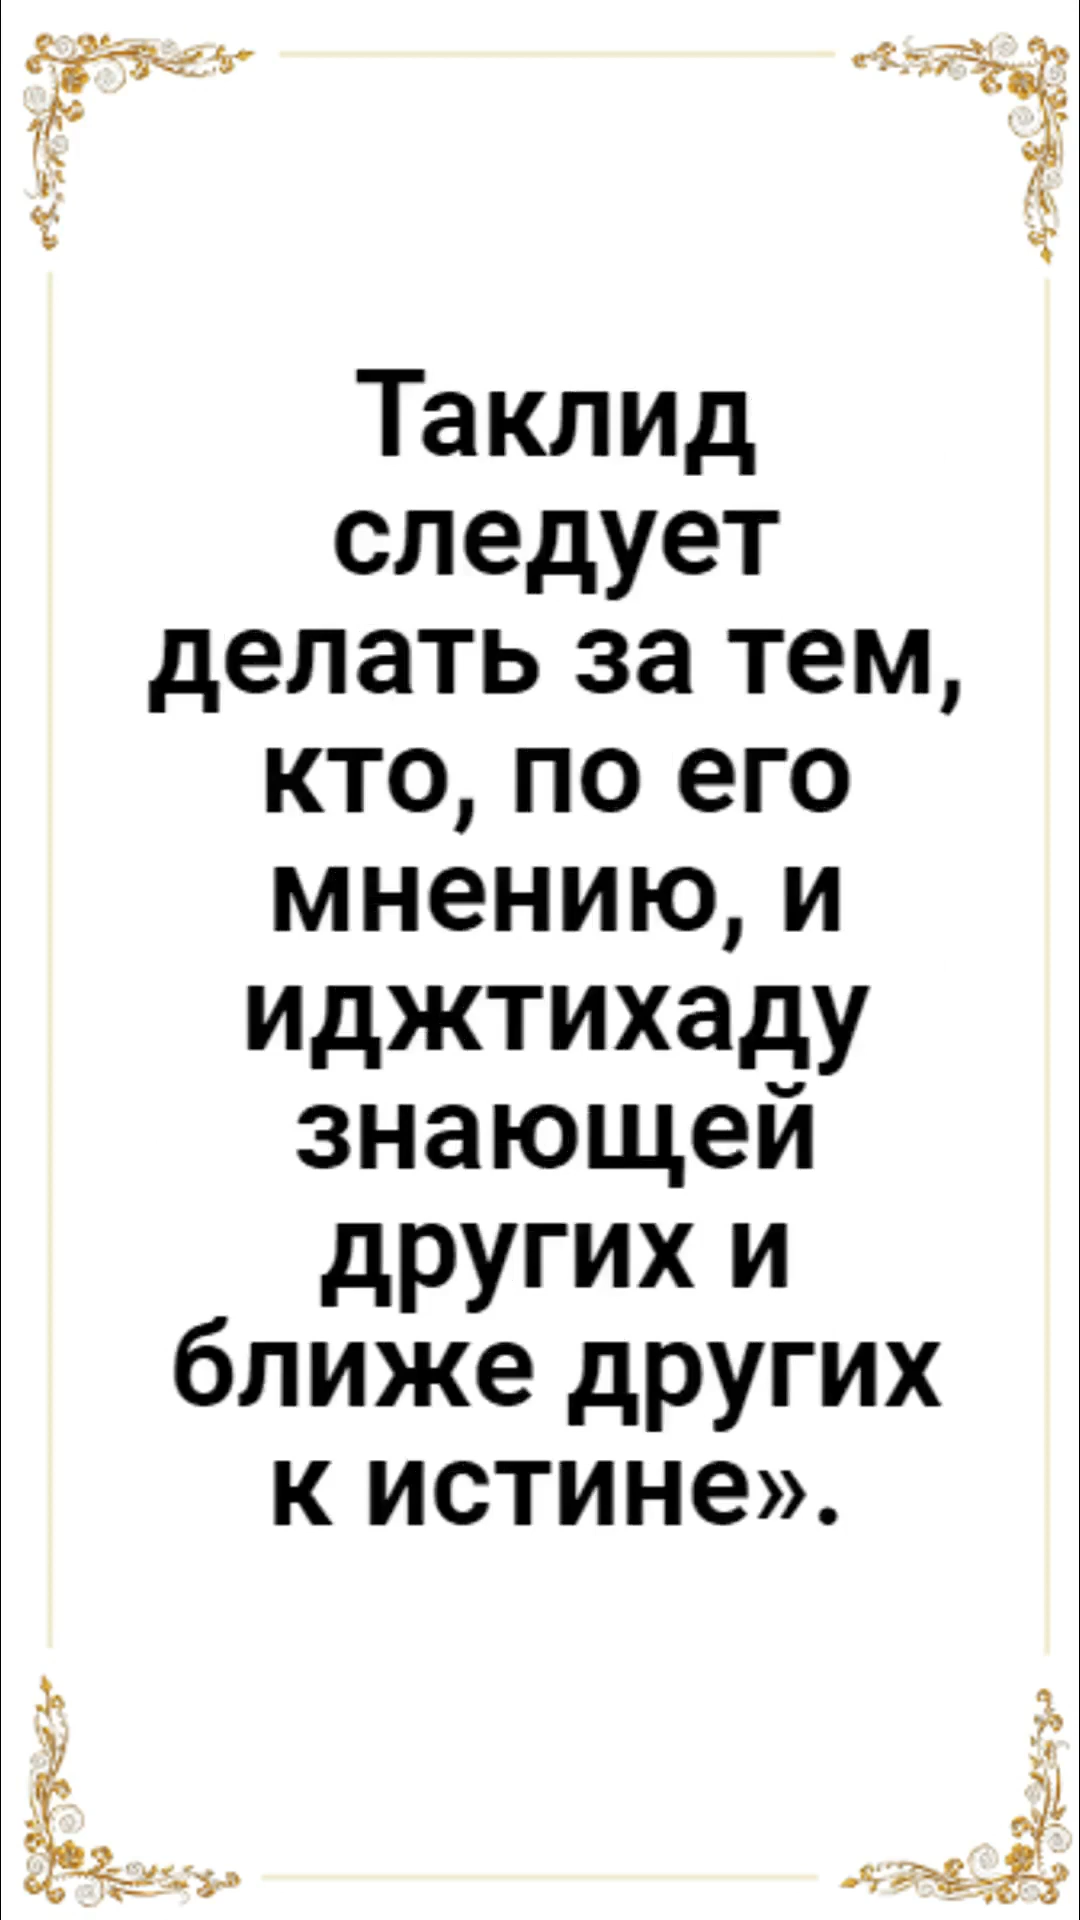 Таклид
следует
делать за тем,
кто, по его
мнению, и
иджтихаду
знающей
других и
ближе других
к истине».